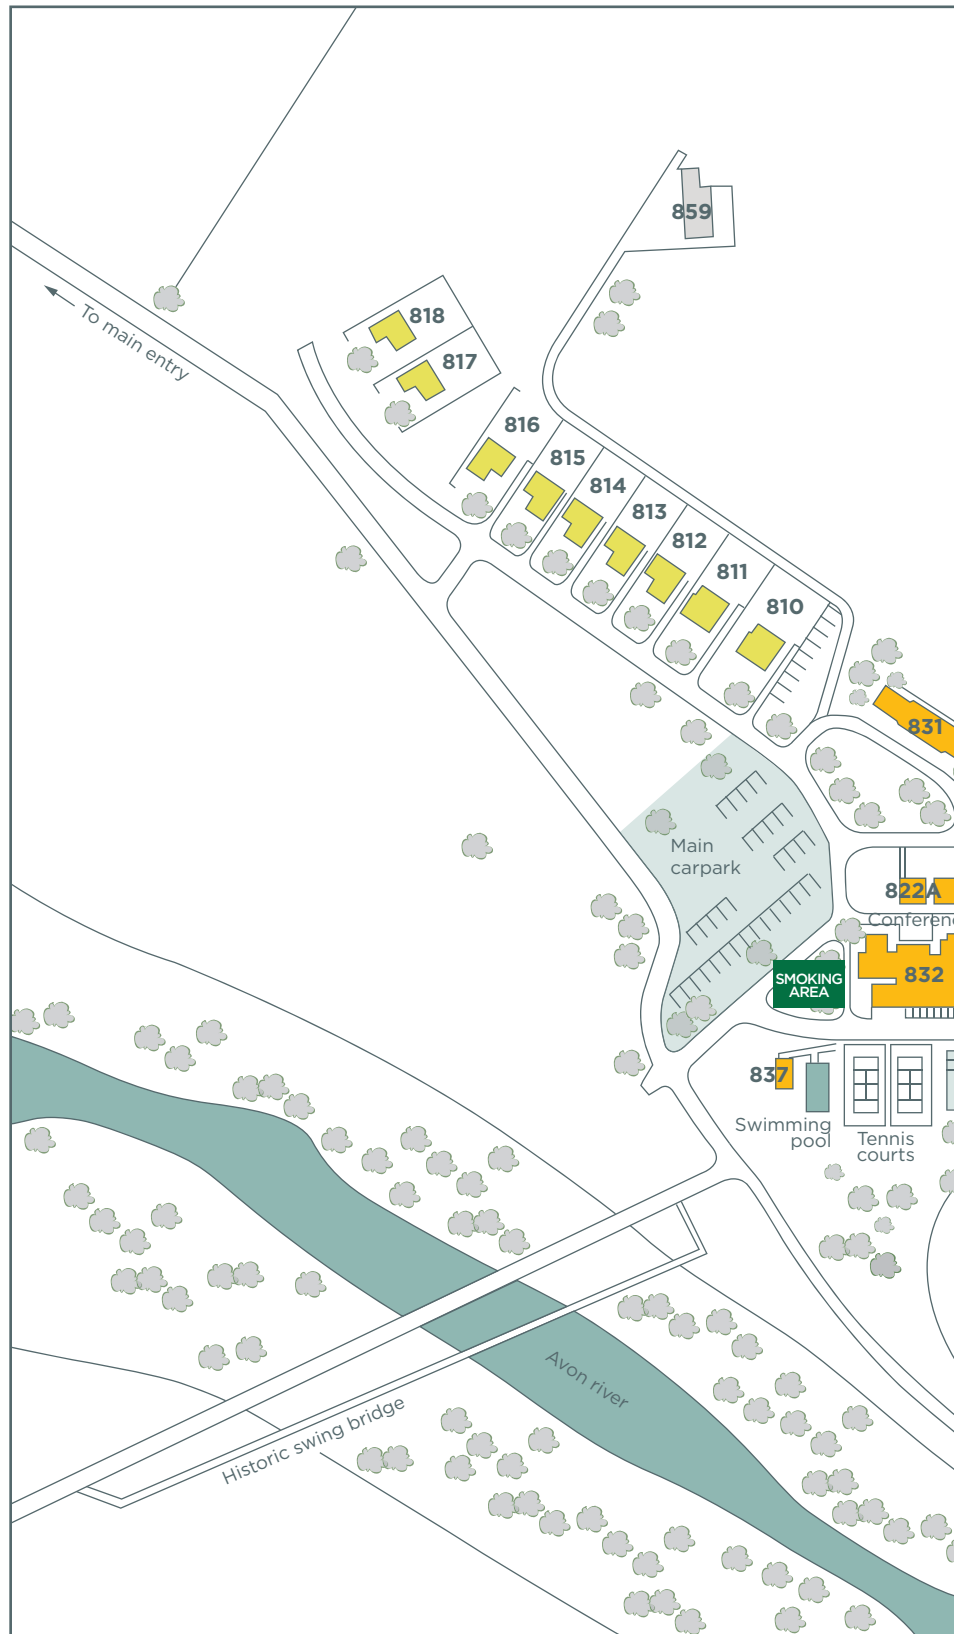 859
818
To main entry
817
816
815
814
813
812
811
810
831
Main
carpark
822A
Conferenc
832
SMOKING
AREA
837
Swimming
pool
Tennis
courts
Avon river
Historic swing bridge